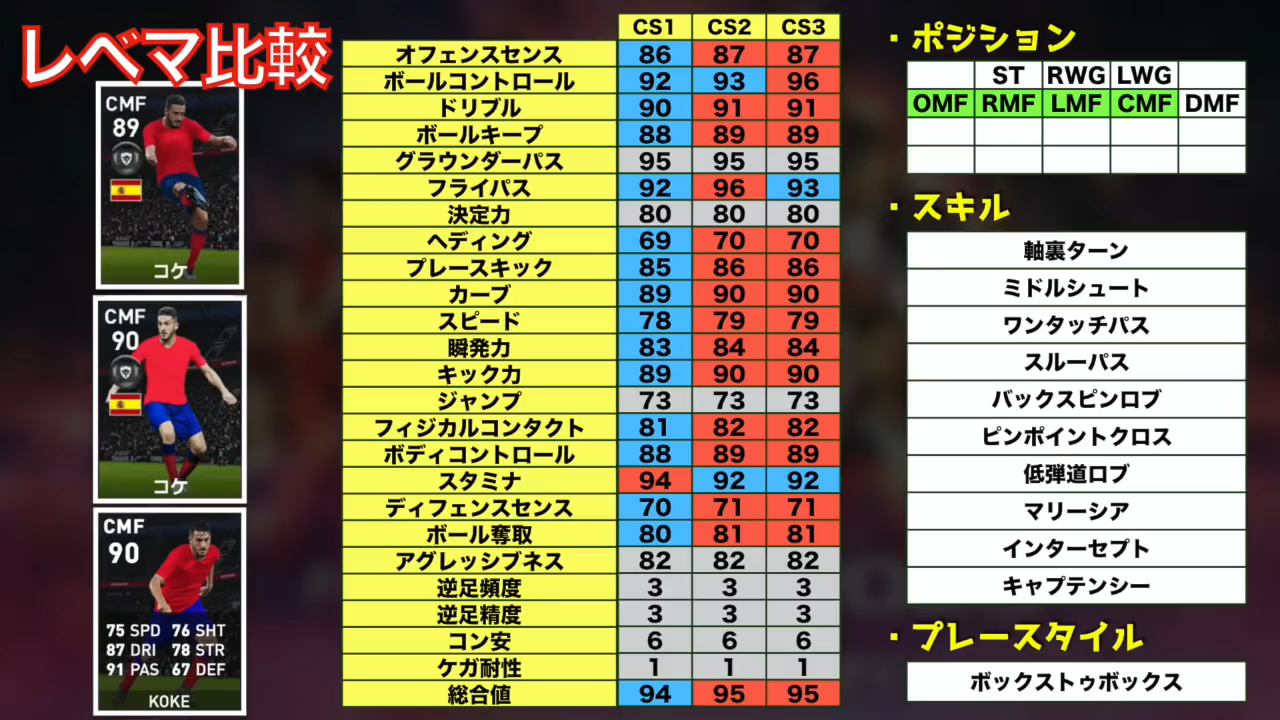 レベマ比較
CMF
89
コケ
CMF
90
コケ
CMF
90
75 SPD 76 SHT
87 DRI 78 STR
91 PAS 67 DEF
KOKE
CS1 CS2 CS3
オフェンスセンス 86 87 87
ボールコントロール 92 93 96
ドリブル 90 91 91
ボールキープ 88 89 89
グラウンダーパス 95 95 95
フライパス 92 96 93
決定力 80 80 80
ヘディング 69 70 70
プレースキック 85 86 86
カーブ 89 90 90
スピード 78 79 79
瞬発力 83 84 84
キック力 89 90 90
ジャンプ 73 73 73
フィジカルコンタクト 81 82 82
ボディコントロール 88 89 89
スタミナ 94 92 92
ディフェンスセンス 70 71 71
ボール奪取 80 81 81
アグレッシブネス 82 82 82
逆足頻度 3 3 3
逆足精度 3 3 3
コン安 6 6 6
ケガ耐性 1 1 1
総合値 94 95 95
・ポジション
ST RWG LWG
OMF RMF LMF CMF DMF
・スキル
軸裏ターン
ミドルシュート
ワンタッチパス
スルーパス
バックスピンロブ
ピンポイントクロス
低弾道ロブ
マリーシア
インターセプト
キャプテンシー
・プレースタイル
ボックストゥボックス